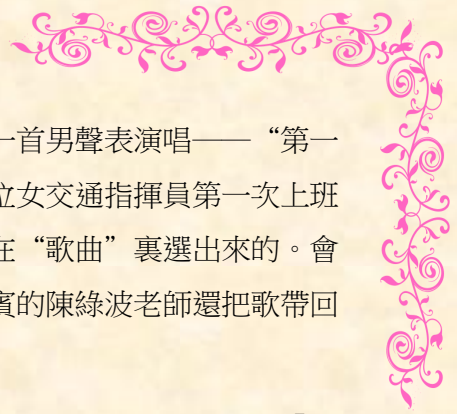 一首男聲表演唱——“第一
位女交通指揮員第一次上班
在“歌曲”裏選出來的。會
賓的陳綠波老師還把歌帶回